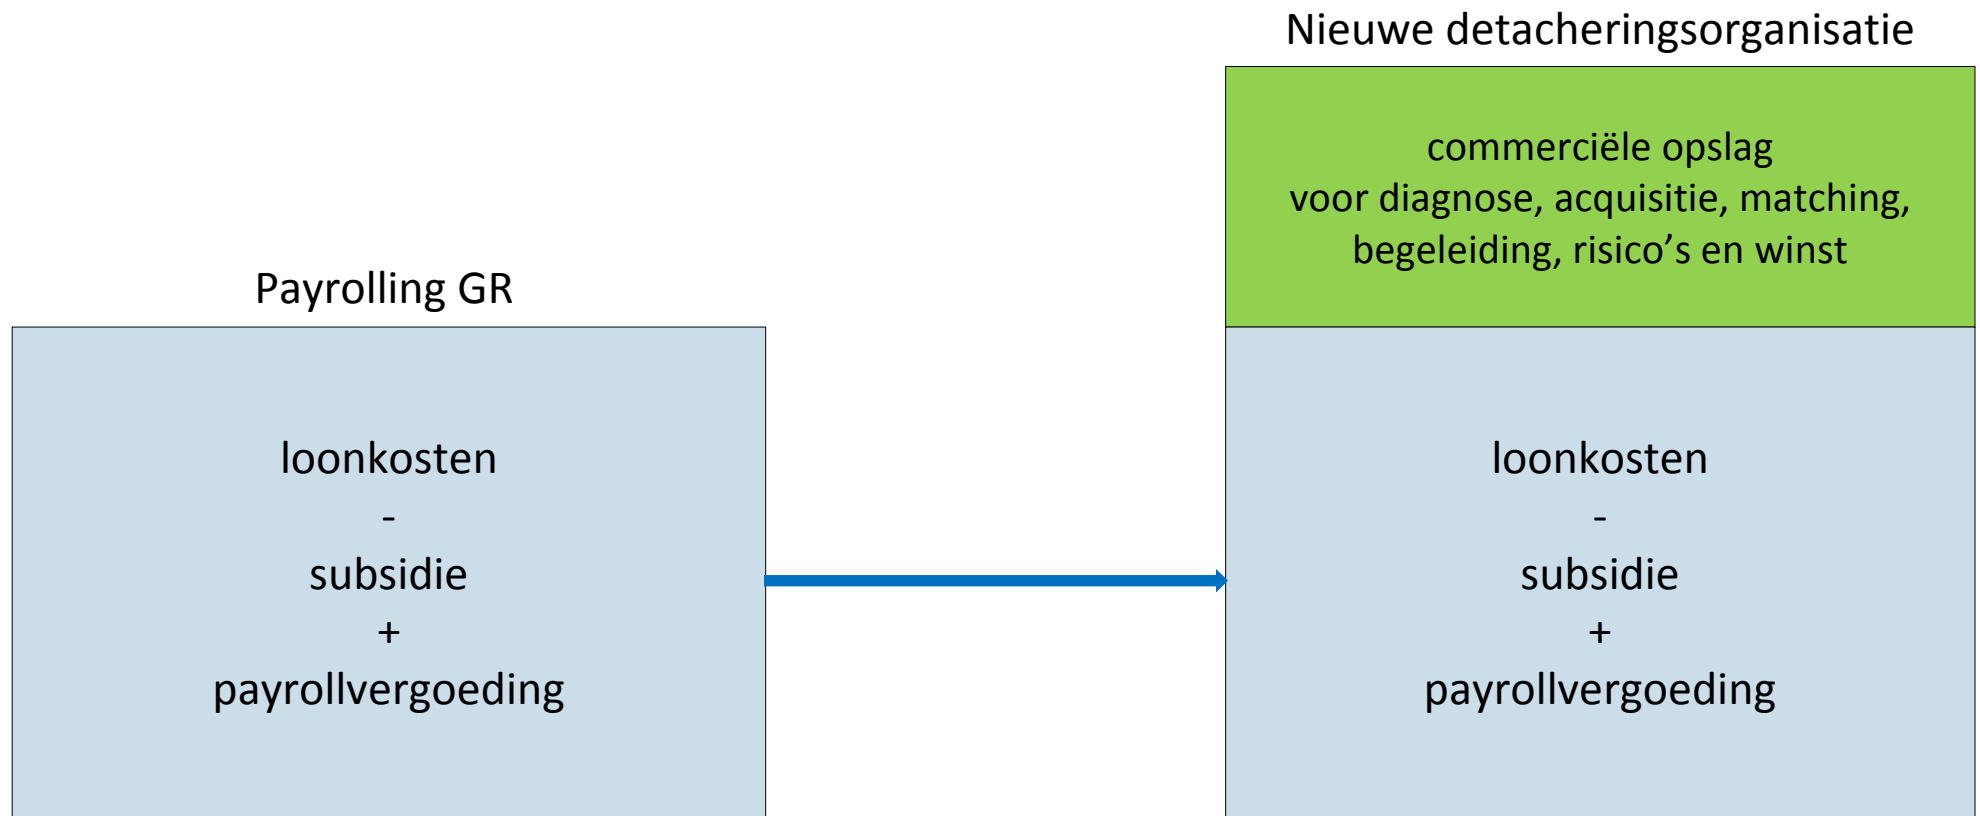 Nieuwe detacheringsorganisatie
commerciële opslag
voor diagnose, acquisitie, matching,
begeleiding, risico’s en winst
Payrolling GR
loonkosten
-
subsidie
+
payrollvergoeding
loonkosten
-
subsidie
+
payrollvergoeding